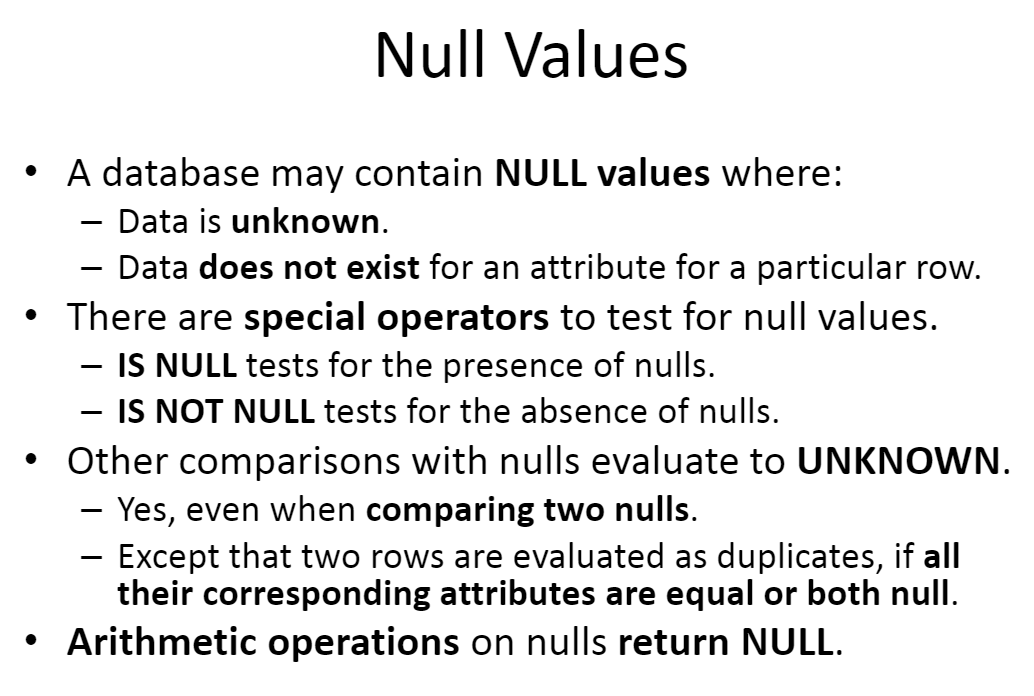 Null Values
• A database may contain NULL values where:
– Data is unknown.
– Data does not exist for an attribute for a particular row.
• There are special operators to test for null values.
– IS NULL tests for the presence of nulls.
– IS NOT NULL tests for the absence of nulls.
• Other comparisons with nulls evaluate to UNKNOWN.
– Yes, even when comparing two nulls.
– Except that two rows are evaluated as duplicates, if all
their corresponding attributes are equal or both null.
• Arithmetic operations on nulls return NULL.